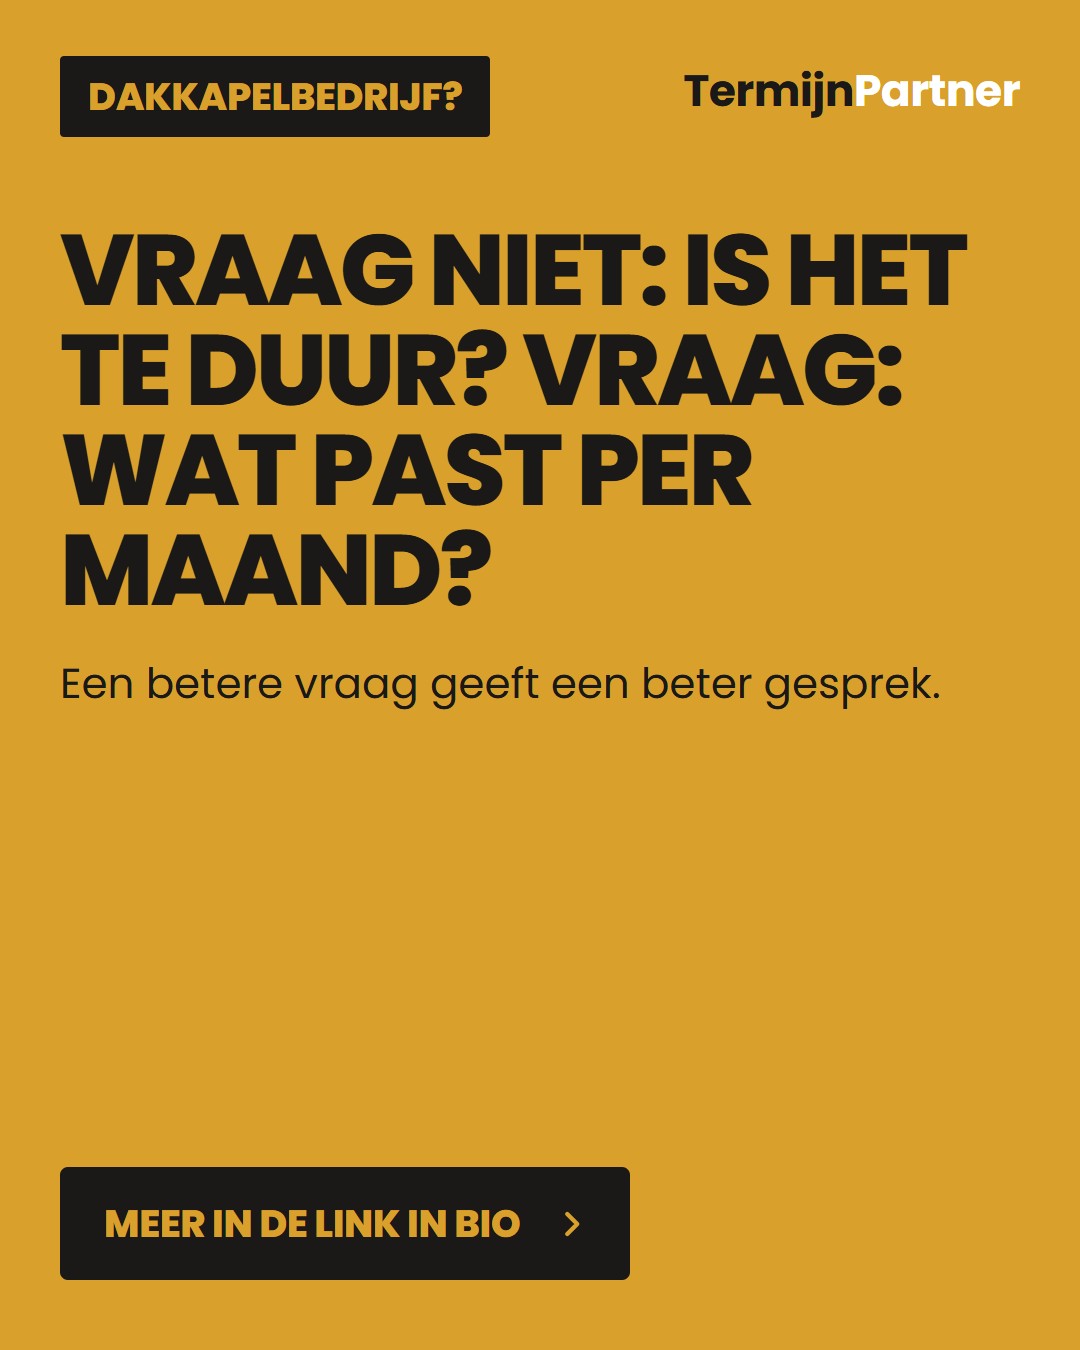 DAKKAPELBEDRIJF?
TermijnPartner
VRAAG NIET: IS HET
TE DUUR? VRAAG:
WAT PAST PER
MAAND?
Een betere vraag geeft een beter gesprek.
MEER IN DE LINK IN BIO